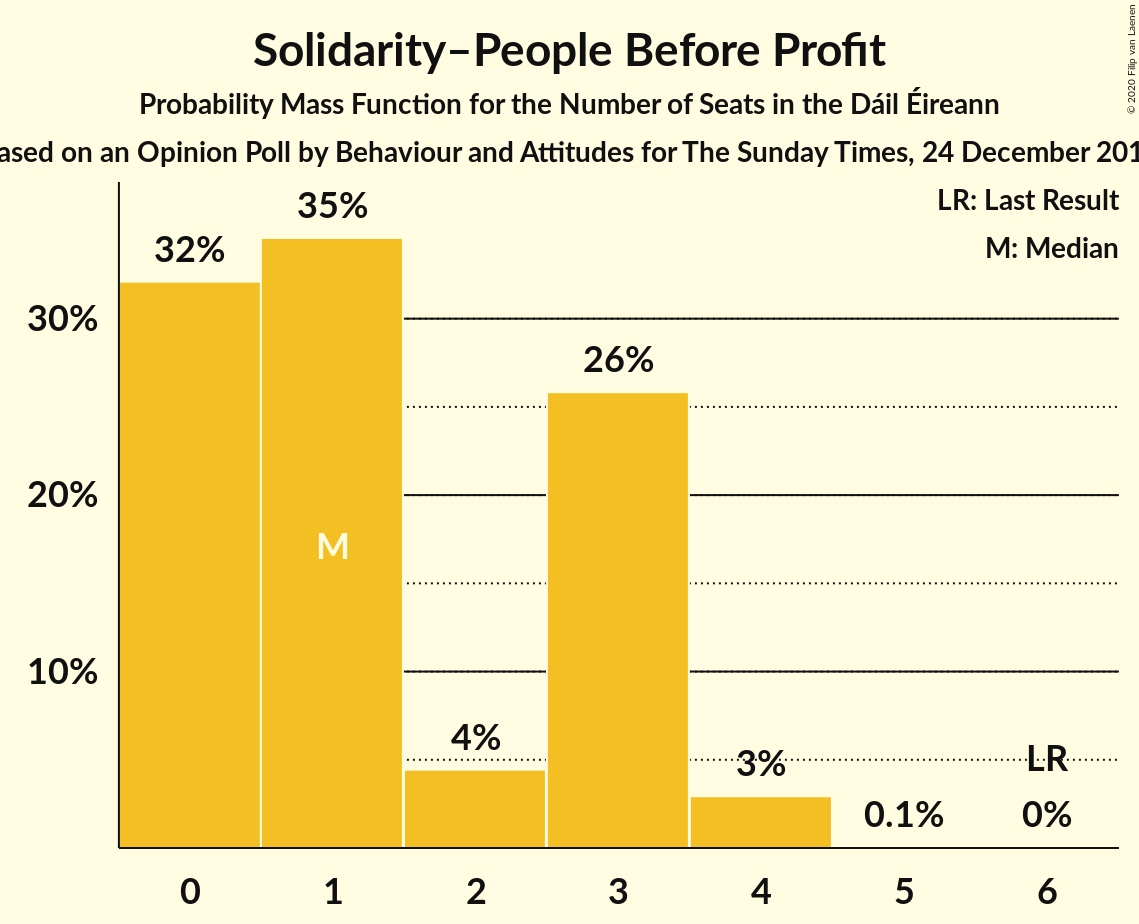 Solidarity–People Before Profit
Probability Mass Function for the Number of Seats in the Dáil Éireann
ased on an Opinion Poll by Behaviour and Attitudes for The Sunday Times, 24 December 201
© 2020 Filip van Laenen
LR: Last Result
M: Median
35%
32%
30%
26%
20%
M
10%
4%
3%
LR
0.1%
0%
0 1 2 3 4 5 6